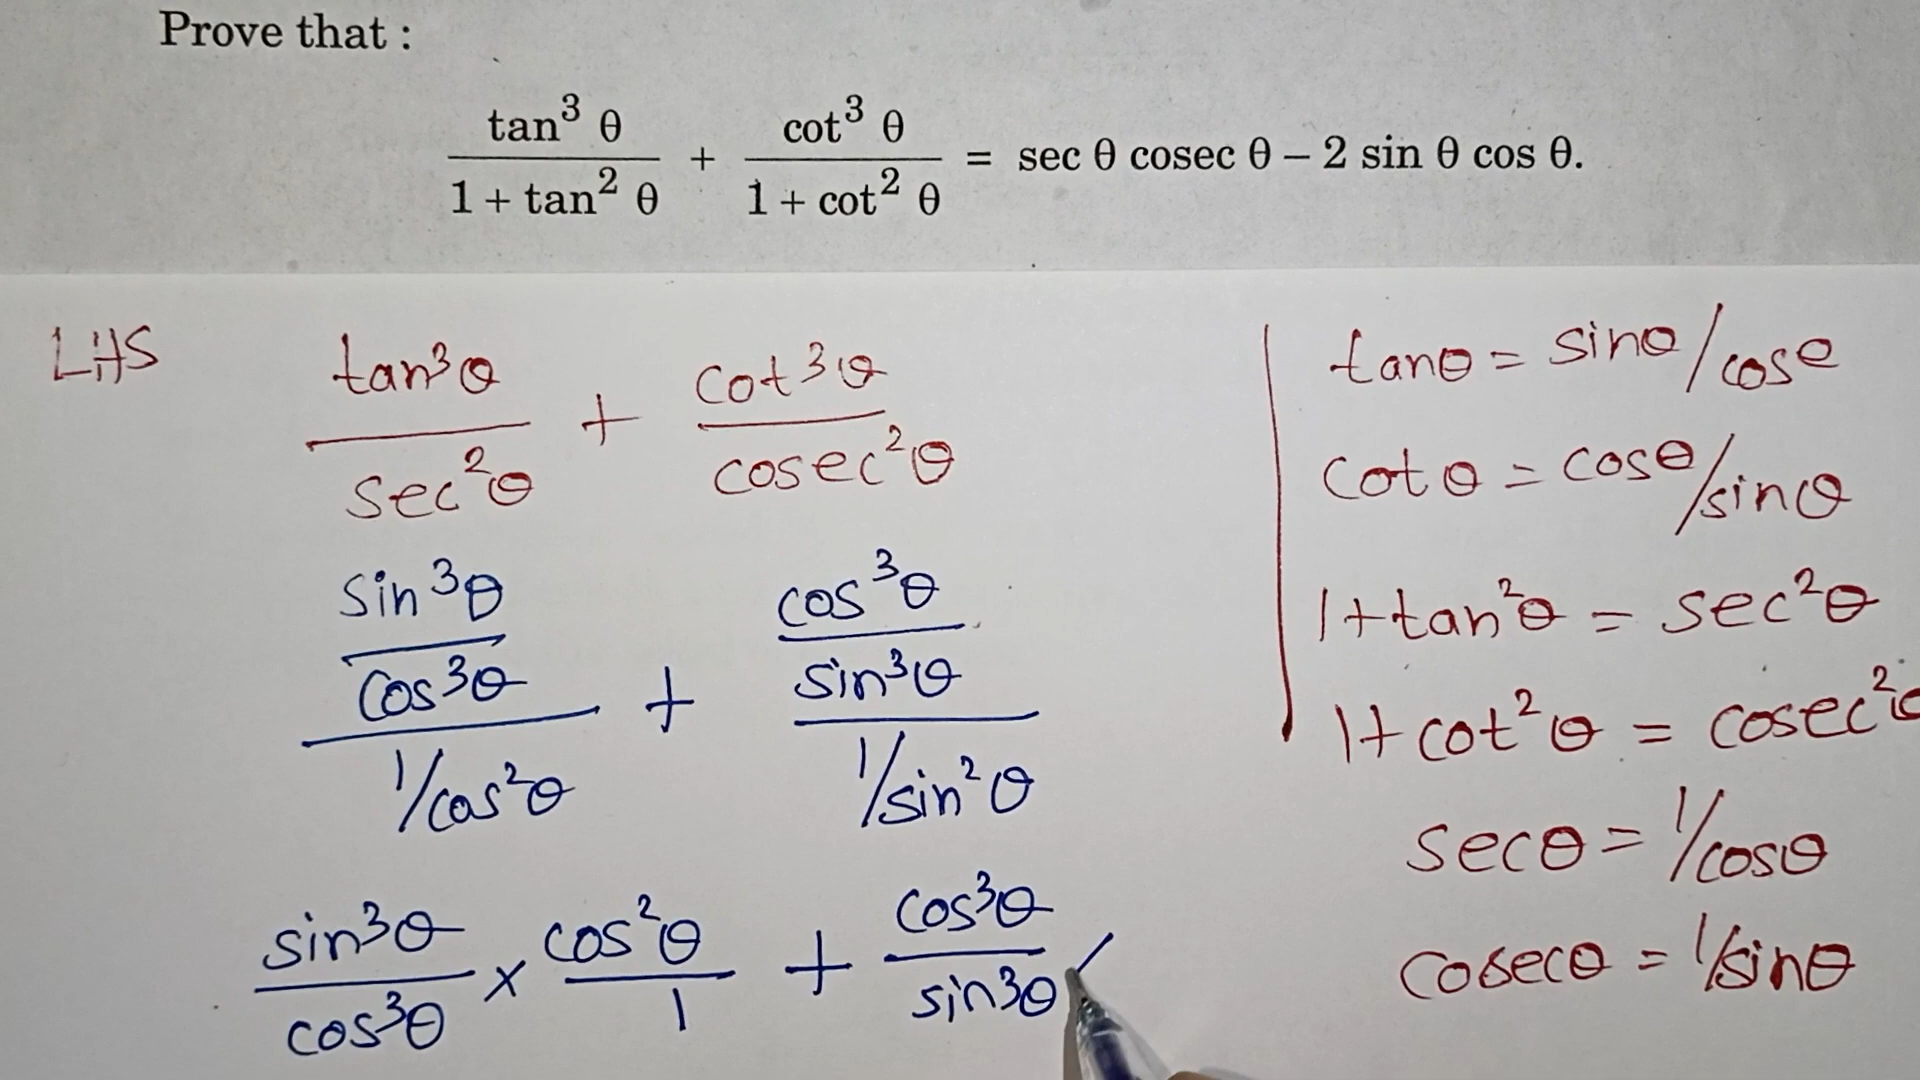 Prove that :
tan³ θ / 1 + tan² θ + cot³ θ / 1 + cot² θ = sec θ cosec θ – 2 sin θ cos θ.
LHS
tan³θ / sec²θ + cot³θ / cosec²θ
sin³θ / cos³θ / 1/cos²θ + cos³θ / sin³θ / 1/sin²θ
sin³θ / cos³θ × cos²θ / 1 + cos³θ / sin³θ
tanθ = sinθ/cosθ
cotθ = cosθ/sinθ
1+tan²θ = sec²θ
1+cot²θ = cosec²θ
secθ = 1/cosθ
cosecθ = 1/sinθ